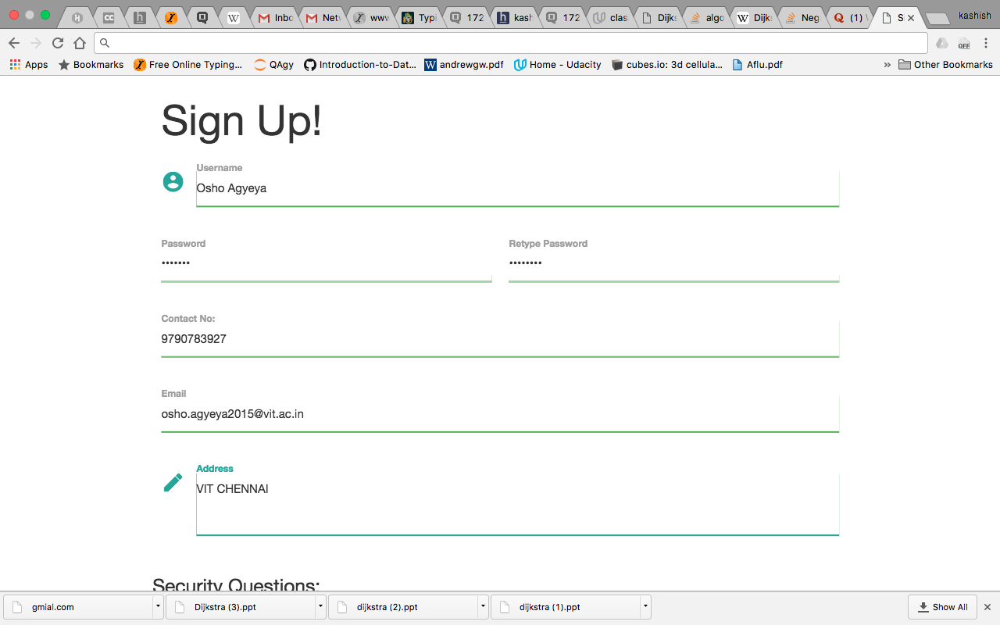 Inbo
Netw
www
Typi
172
kash
172
clas
Dijks
algo
Dijks
Neg
(1)
S
kashish
Apps
Bookmarks
Free Online Typing...
QAgy
Introduction-to-Dat...
andrewgw.pdf
Home - Udacity
cubes.io: 3d cellula...
Aflu.pdf
»
Other Bookmarks
Sign Up!
Username
Osho Agyeya
Password
Retype Password
•••••••
••••••••
Contact No:
9790783927
Email
osho.agyeya2015@vit.ac.in
Address
VIT CHENNAI
Security Questions:
gmial.com
Dijkstra (3).ppt
dijkstra (2).ppt
dijkstra (1).ppt
Show All